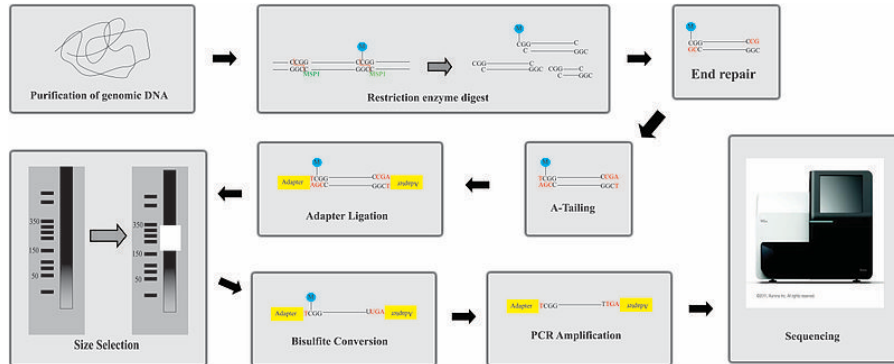 Purification of genomic DNA
M
CCGG CCGG
GGCC GGCC
MSP1 MSP1
Restriction enzyme digest
M
CGG C
C GGC
CGG C
C GGC
CGG C
C GGC
M
CGG CCG
GCC GGC
End repair
M
TCGG CCGA
AGCC GGCT
A-Tailing
M
TCGG CCGA
Adapter Adapter
AGCC GGCT
Adapter Ligation
350
150
50
350
150
50
Size Selection
M
Adapter TCGG UUGA Adapter
Bisulfite Conversion
Adapter TCGG TTGA Adapter
PCR Amplification
Sequencing